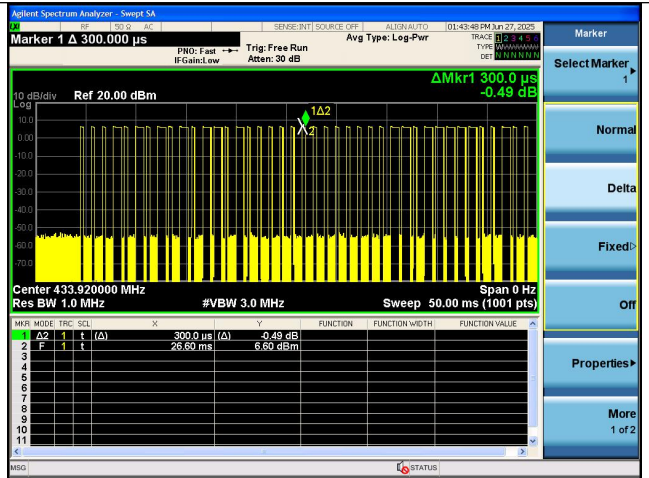 Agilent Spectrum Analyzer - Swept SA
RF 50 Ω AC SENSE:INT SOURCE OFF ALIGN AUTO 01:43:48 PM Jun 27, 2025
Marker 1 Δ 300.000 µs
PNO: Fast
IFGain:Low
Trig: Free Run
Atten: 30 dB
Avg Type: Log-Pwr
TRACE 1 2 3 4 5 6
TYPE WWWWWW
DET N N N N N N
ΔMkr1 300.0 µs
-0.49 dB
10 dB/div Ref 20.00 dBm
Log
1Δ2
10.0
2
0.00
-10.0
-20.0
-30.0
-40.0
-50.0
-60.0
-70.0
Center 433.920000 MHz Span 0 Hz
Res BW 1.0 MHz #VBW 3.0 MHz Sweep 50.00 ms (1001 pts)
MKR MODE TRC SCL X Y FUNCTION FUNCTION WIDTH FUNCTION VALUE
1 Δ2 1 t (Δ) 300.0 µs (Δ) -0.49 dB
2 F 1 t 26.60 ms 6.60 dBm
3
4
5
6
7
8
9
10
11
MSG STATUS
Marker
Select Marker
1
Normal
Delta
Fixed
Off
Properties
More
1 of 2